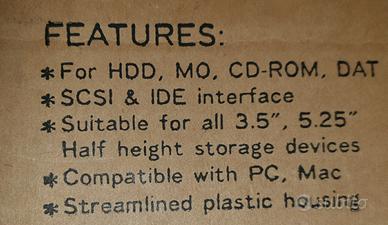 FEATURES:
*For HDD, MO, CD-ROM, DAT
*SCSI & IDE interface
*Suitable for all 3.5", 5.25"
Half height storage devices
*Compatible with PC, Mac
*Streamlined plastic housing